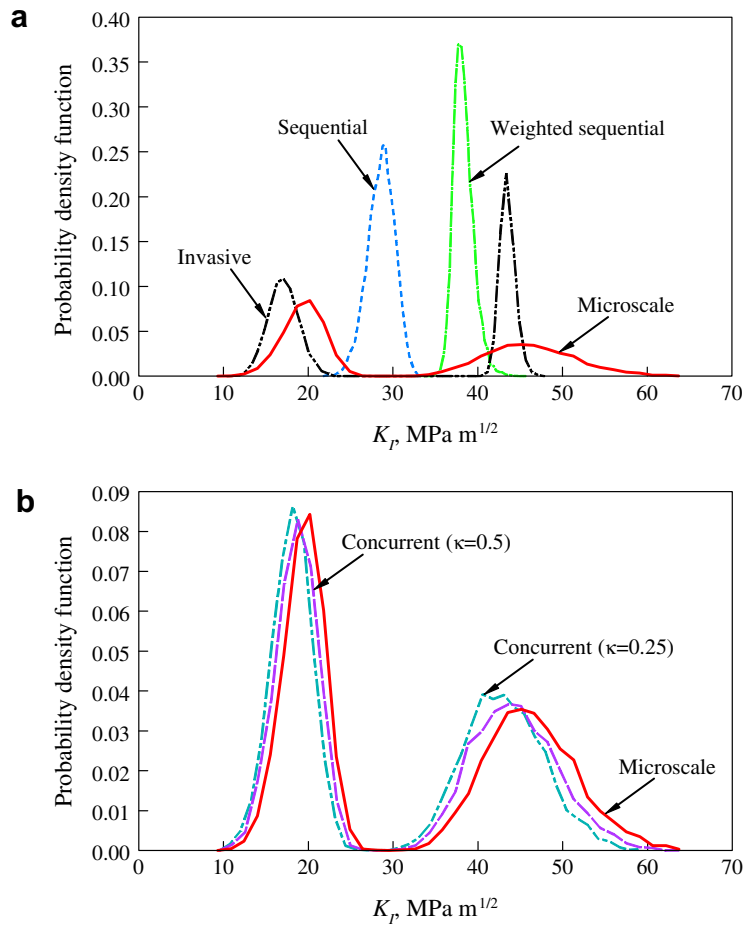 a
0.40
0.35
0.30
0.25
0.20
0.15
0.10
0.05
0.00
Probability density function
Sequential
Weighted sequential
Invasive
Microscale
0 10 20 30 40 50 60 70
K_I, MPa m^{1/2}
b
0.09
0.08
0.07
0.06
0.05
0.04
0.03
0.02
0.01
0.00
Probability density function
Concurrent (κ=0.5)
Concurrent (κ=0.25)
Microscale
0 10 20 30 40 50 60 70
K_I, MPa m^{1/2}